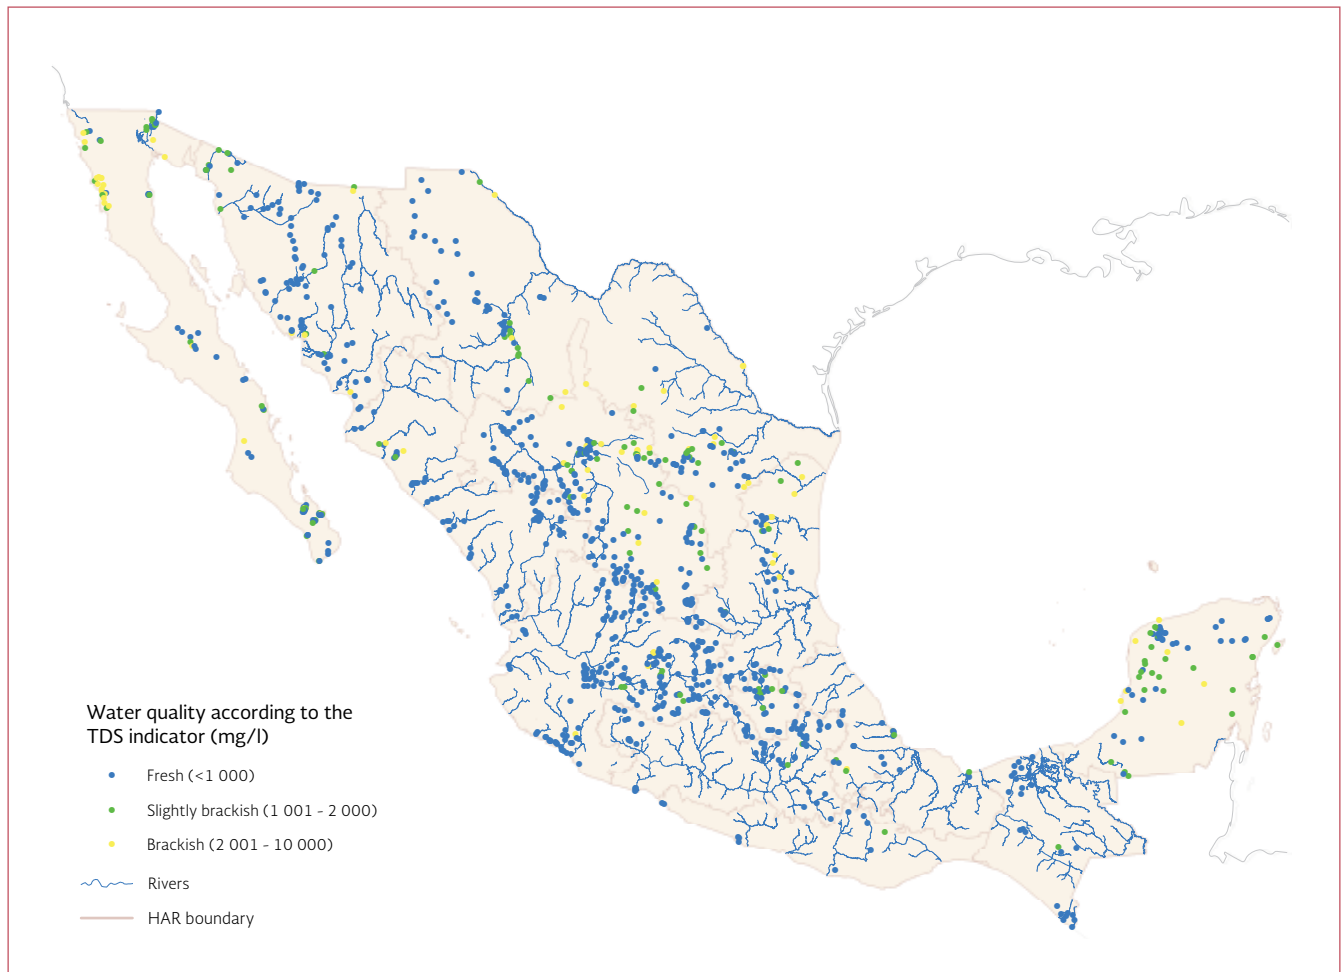 Water quality according to the
TDS indicator (mg/l)
Fresh (<1 000)
Slightly brackish (1 001 - 2 000)
Brackish (2 001 - 10 000)
Rivers
HAR boundary